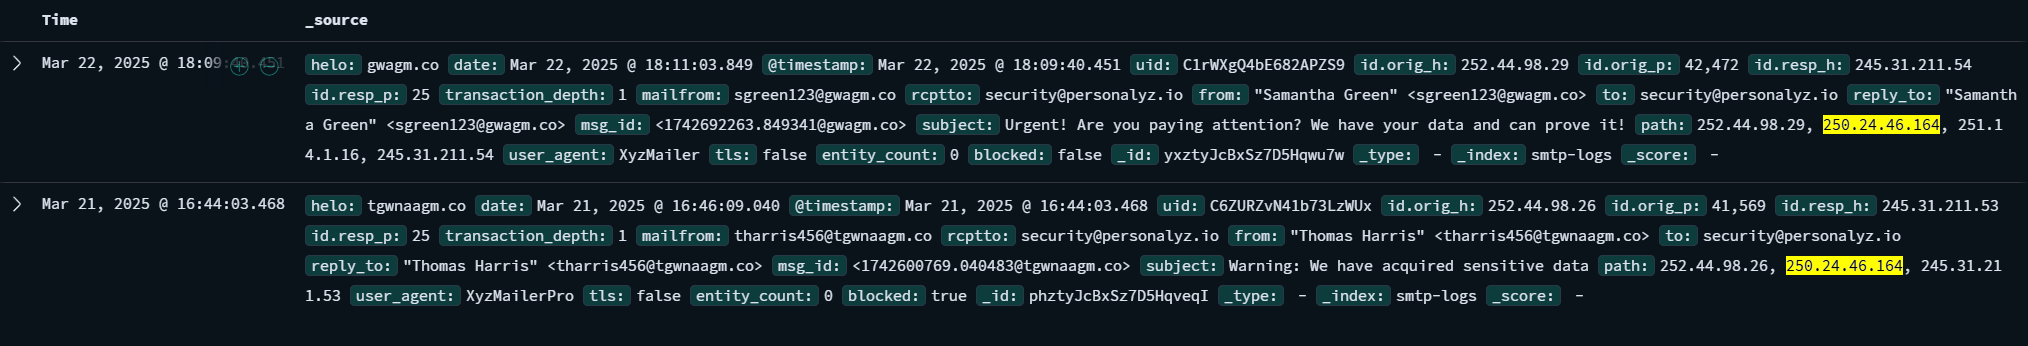 Time _source
Mar 22, 2025 @ 18:09:40.451 helo: gwagm.co date: Mar 22, 2025 @ 18:11:03.849 @timestamp: Mar 22, 2025 @ 18:09:40.451 uid: C1rWXgQ4bE682APZS9 id.orig_h: 252.44.98.29 id.orig_p: 42,472 id.resp_h: 245.31.211.54
id.resp_p: 25 transaction_depth: 1 mailfrom: sgreen123@gwagm.co rcptto: security@personalyz.io from: "Samantha Green" <sgreen123@gwagm.co> to: security@personalyz.io reply_to: "Samanth
a Green" <sgreen123@gwagm.co> msg_id: <1742692263.849341@gwagm.co> subject: Urgent! Are you paying attention? We have your data and can prove it! path: 252.44.98.29, 250.24.46.164, 251.1
4.1.16, 245.31.211.54 user_agent: XyzMailer tls: false entity_count: 0 blocked: false _id: yxztyJcBxSz7D5Hqwu7w _type: - _index: smtp-logs _score: -
Mar 21, 2025 @ 16:44:03.468 helo: tgwnaagm.co date: Mar 21, 2025 @ 16:46:09.040 @timestamp: Mar 21, 2025 @ 16:44:03.468 uid: C6ZURZvN41b73LzWUx id.orig_h: 252.44.98.26 id.orig_p: 41,569 id.resp_h: 245.31.211.53
id.resp_p: 25 transaction_depth: 1 mailfrom: tharris456@tgwnaagm.co rcptto: security@personalyz.io from: "Thomas Harris" <tharris456@tgwnaagm.co> to: security@personalyz.io
reply_to: "Thomas Harris" <tharris456@tgwnaagm.co> msg_id: <1742600769.040483@tgwnaagm.co> subject: Warning: We have acquired sensitive data path: 252.44.98.26, 250.24.46.164, 245.31.21
1.53 user_agent: XyzMailerPro tls: false entity_count: 0 blocked: true _id: phztyJcBxSz7D5HqveqI _type: - _index: smtp-logs _score: -